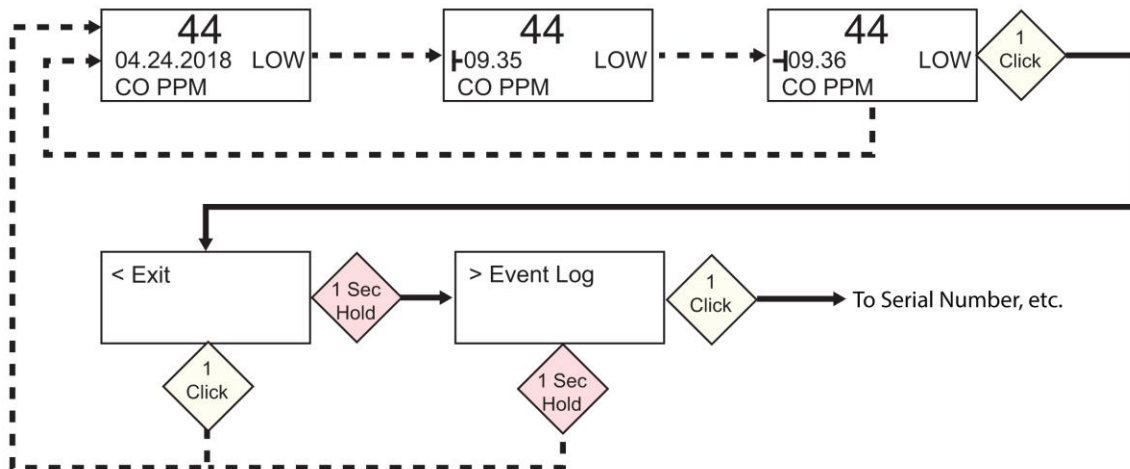 44
04.24.2018 LOW
CO PPM
44
09.35 LOW
CO PPM
44
09.36 LOW
CO PPM
1
Click
< Exit
1 Sec
Hold
> Event Log
1
Click
To Serial Number, etc.
1
Click
1 Sec
Hold